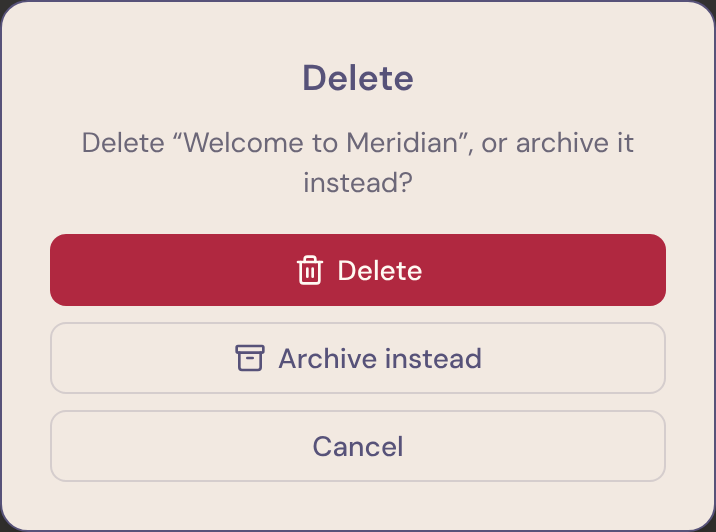 Delete
Delete “Welcome to Meridian”, or archive it
instead?
Delete
Archive instead
Cancel